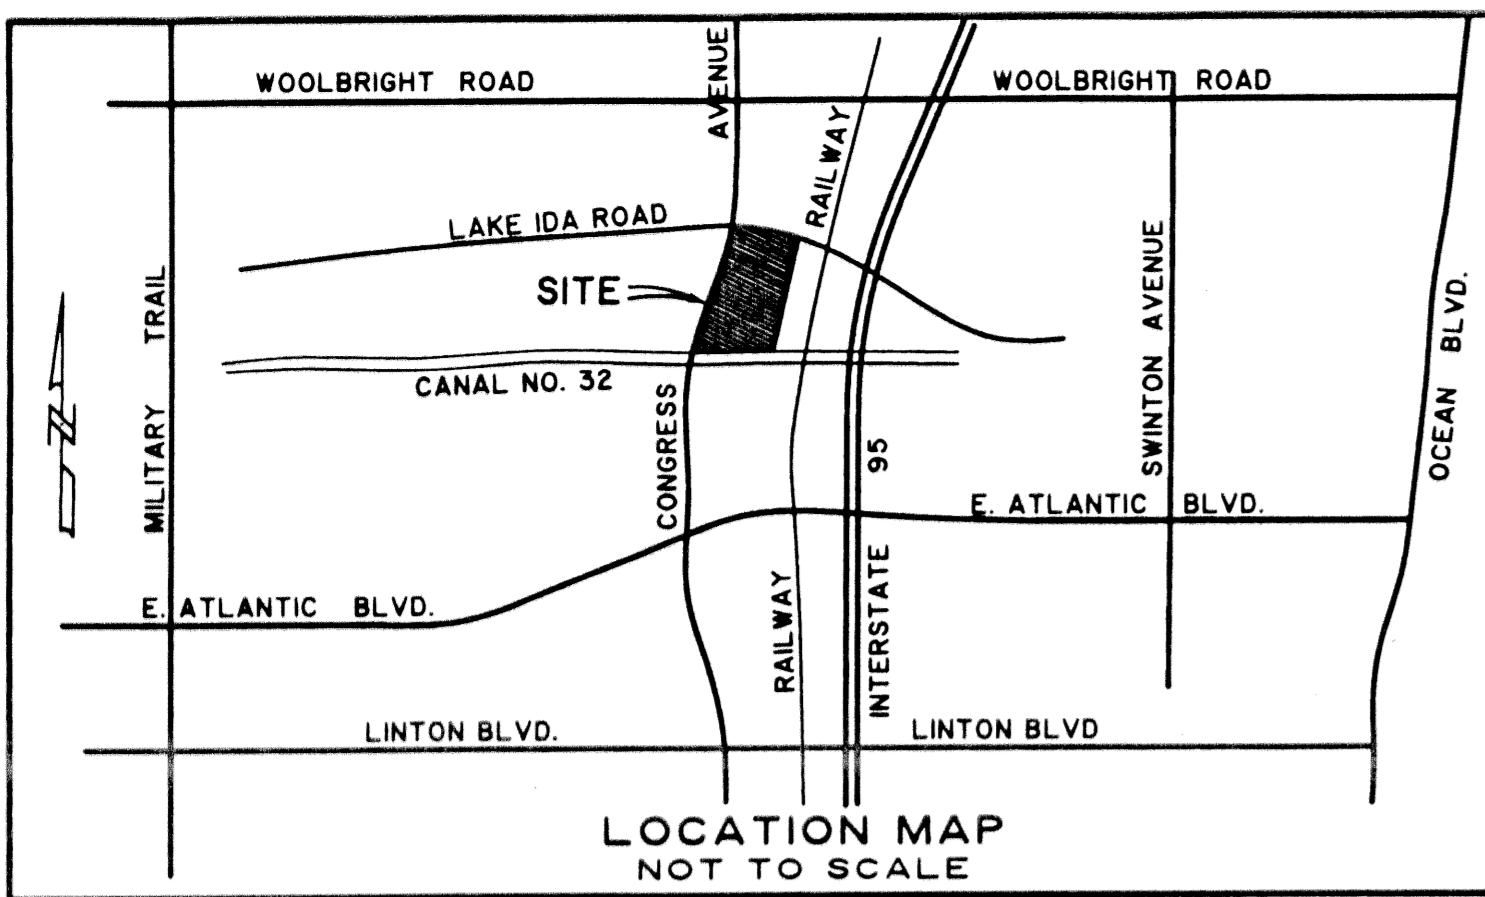 WOOLBRIGHT ROAD
AVENUE
WOOLBRIGHT ROAD
RAILWAY
LAKE IDA ROAD
SITE
MILITARY TRAIL
N
CANAL NO. 32
CONGRESS
95
SWINTON AVENUE
OCEAN BLVD.
E. ATLANTIC BLVD.
E. ATLANTIC BLVD.
RAILWAY
INTERSTATE
LINTON BLVD.
LINTON BLVD
LOCATION MAP
NOT TO SCALE